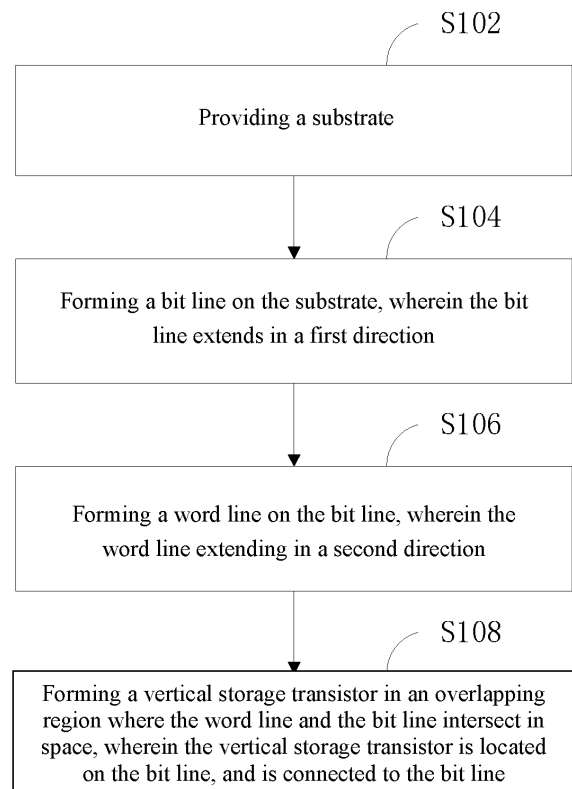 S102
Providing a substrate
S104
Forming a bit line on the substrate, wherein the bit
line extends in a first direction
S106
Forming a word line on the bit line, wherein the
word line extending in a second direction
S108
Forming a vertical storage transistor in an overlapping
region where the word line and the bit line intersect in
space, wherein the vertical storage transistor is located
on the bit line, and is connected to the bit line